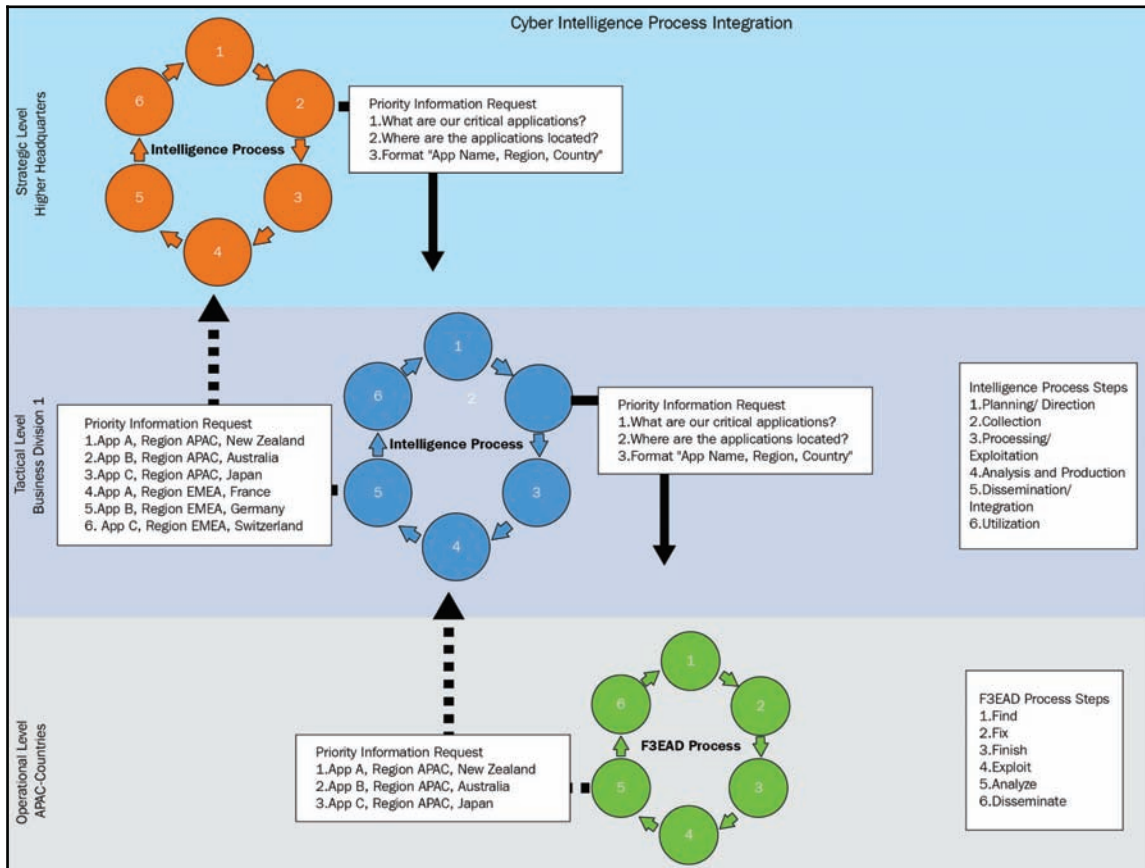 Cyber Intelligence Process Integration
Strategic Level
Higher Headquarters
1
2
3
4
5
6
Intelligence Process
Priority Information Request
1.What are our critical applications?
2.Where are the applications located?
3.Format "App Name, Region, Country"
Tactical Level
Business Division 1
Priority Information Request
1.App A, Region APAC, New Zealand
2.App B, Region APAC, Australia
3.App C, Region APAC, Japan
4.App A, Region EMEA, France
5.App B, Region EMEA, Germany
6. App C, Region EMEA, Switzerland
1
2
3
4
5
6
Intelligence Process
Priority Information Request
1.What are our critical applications?
2.Where are the applications located?
3.Format "App Name, Region, Country"
Intelligence Process Steps
1.Planning/ Direction
2.Collection
3.Processing/
Exploitation
4.Analysis and Production
5.Dissemination/
Integration
6.Utilization
Operational Level
APAC-Countries
Priority Information Request
1.App A, Region APAC, New Zealand
2.App B, Region APAC, Australia
3.App C, Region APAC, Japan
1
2
3
4
5
6
F3EAD Process
F3EAD Process Steps
1.Find
2.Fix
3.Finish
4.Exploit
5.Analyze
6.Disseminate